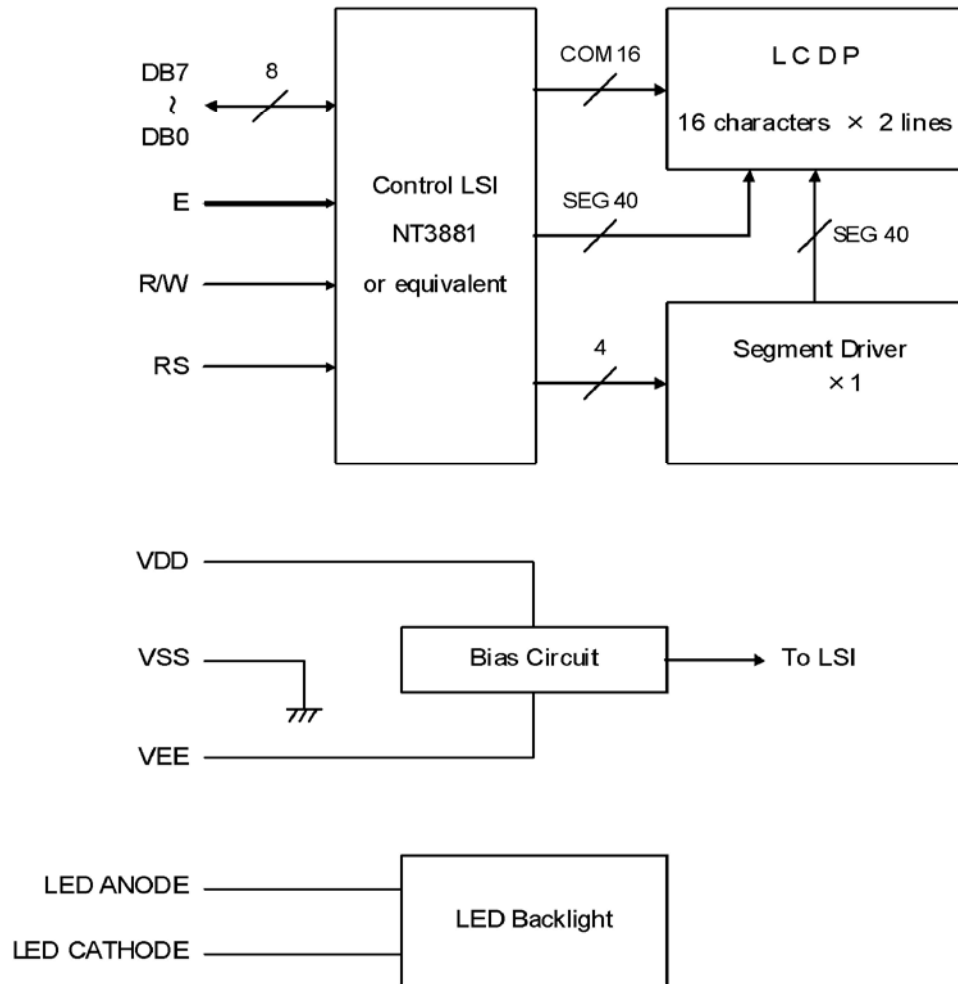 DB7
~
DB0
8
E
R/W
RS
Control LSI
NT3881
or equivalent
COM 16
SEG 40
4
L C D P
16 characters × 2 lines
SEG 40
Segment Driver
× 1
VDD
VSS
VEE
Bias Circuit
To LSI
LED ANODE
LED CATHODE
LED Backlight